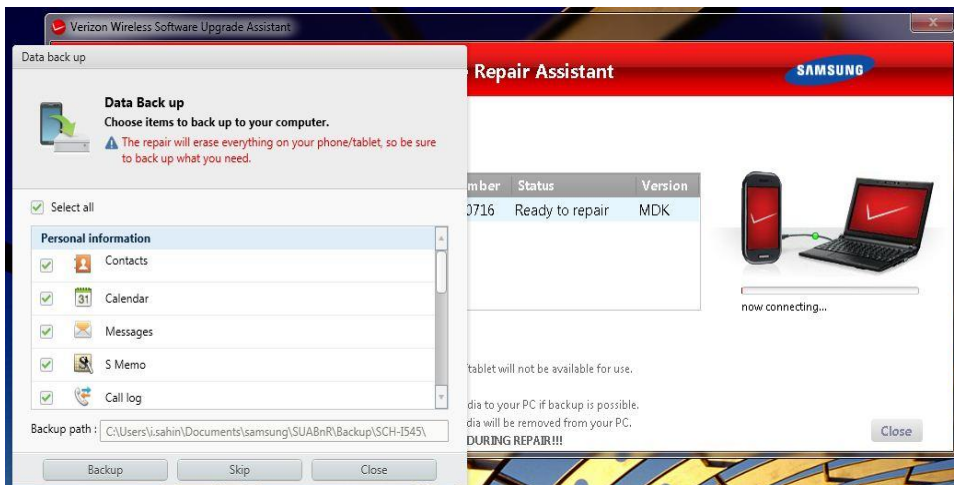 Verizon Wireless Software Upgrade Assistant
Data back up
Repair Assistant
SAMSUNG
Data Back up
Choose items to back up to your computer.
The repair will erase everything on your phone/tablet, so be sure
to back up what you need.
Status Version
0716 Ready to repair MDK
Select all
Personal information
Contacts
31 Calendar
Messages
S Memo
Call log
now connecting...
tablet will not be available for use.
dia to your PC if backup is possible.
dia will be removed from your PC.
DURING REPAIR!!!
Backup path : C:\Users\i.sahin\Documents\samsung\SUABnR\Backup\SCH-I545\
Backup Skip Close
Close